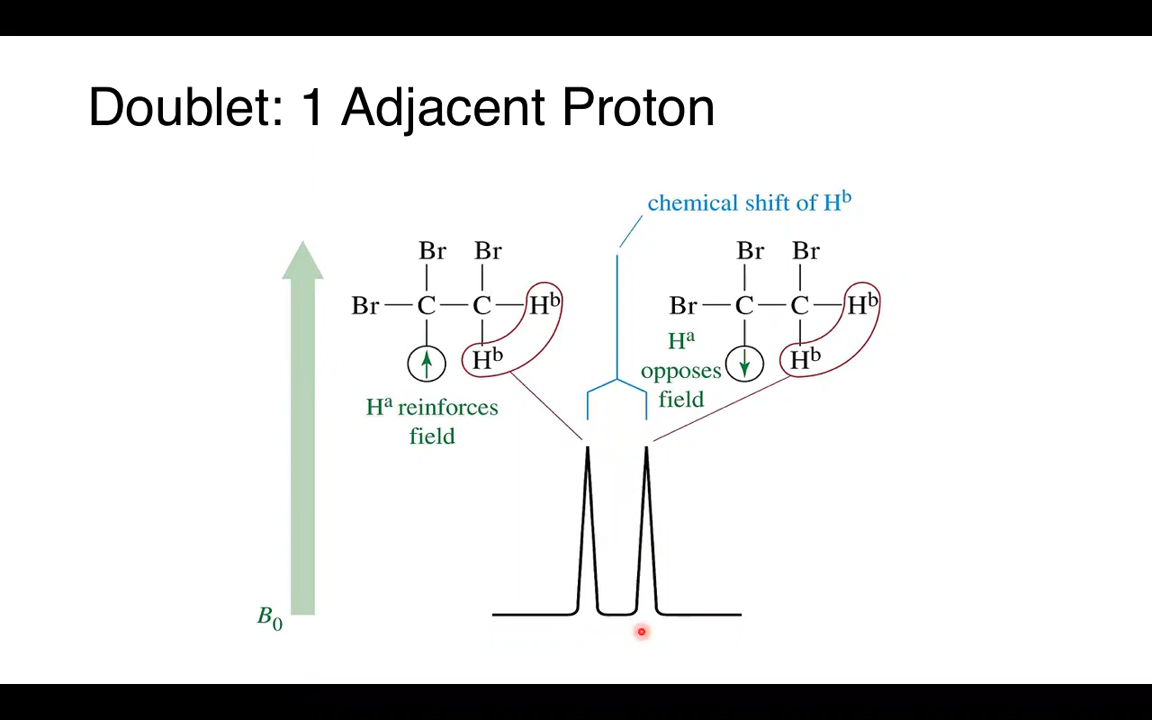 Doublet: 1 Adjacent Proton
chemical shift of Hᵇ
Br Br
Br C C Hᵇ
Hᵇ
Hᵃ reinforces
field
Br Br
Br C C Hᵇ
Hᵃ
opposes
field
Hᵇ
B₀